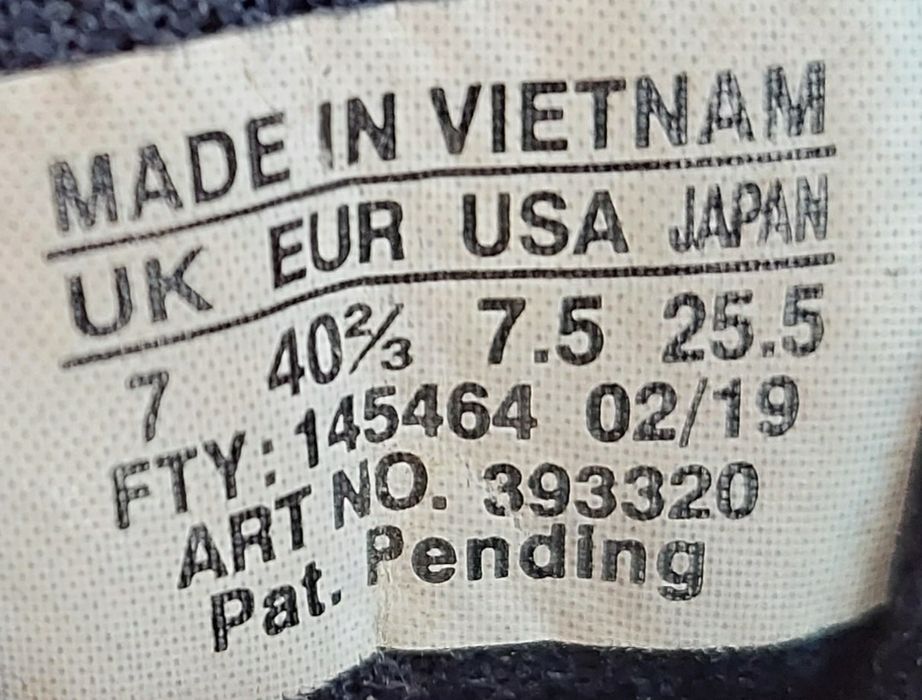 MADE IN VIETNAM
UK EUR USA JAPAN
7 40⅔ 7.5 25.5
FTY: 145464 02/19
ART NO. 393320
Pat. Pending